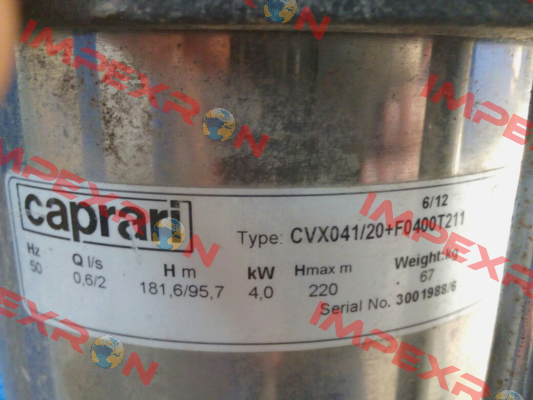 caprari
6/12
Type: CVX041/20+F0400T211
Hz Q l/s H m kW Hmax m Weight:kg
50 0,6/2 181,6/95,7 4,0 220 67
Serial No. 3001988/6
IMPEXRON
IMPEXRON
IMPEXRON
IMPEXRON
IMPEXRON